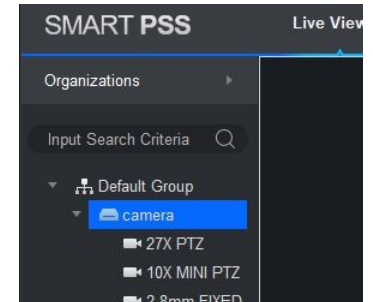 SMART PSS
Live View
Organizations
Input Search Criteria
Default Group
camera
27X PTZ
10X MINI PTZ
2.8mm FIXED